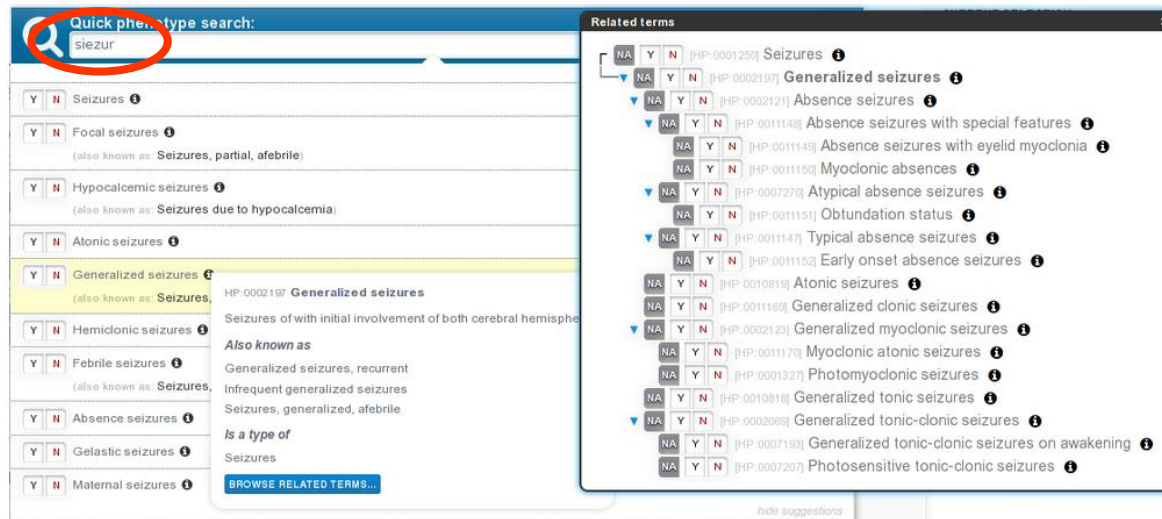 Quick phenotype search:
siezur
Y N Seizures
Y N Focal seizures
(also known as: Seizures, partial, afebrile)
Y N Hypocalcemic seizures
(also known as: Seizures due to hypocalcemia)
Y N Atonic seizures
Y N Generalized seizures
(also known as: Seizures,
Y N Hemiclonic seizures
Y N Febrile seizures
(also known as: Seizures,
Y N Absence seizures
Y N Gelastic seizures
Y N Maternal seizures
HP:0002197 Generalized seizures
Seizures of with initial involvement of both cerebral hemisphe
Also known as
Generalized seizures, recurrent
Infrequent generalized seizures
Seizures, generalized, afebrile
Is a type of
Seizures
BROWSE RELATED TERMS...
hide suggestions
Related terms
NA Y N [HP:0001250] Seizures
NA Y N [HP:0002197] Generalized seizures
NA Y N [HP:0002121] Absence seizures
NA Y N [HP:0011148] Absence seizures with special features
NA Y N [HP:0011149] Absence seizures with eyelid myoclonia
NA Y N [HP:0011150] Myoclonic absences
NA Y N [HP:0007270] Atypical absence seizures
NA Y N [HP:0011151] Obtundation status
NA Y N [HP:0011147] Typical absence seizures
NA Y N [HP:0011152] Early onset absence seizures
NA Y N [HP:0010819] Atonic seizures
NA Y N [HP:0011169] Generalized clonic seizures
NA Y N [HP:0002123] Generalized myoclonic seizures
NA Y N [HP:0011170] Myoclonic atonic seizures
NA Y N [HP:0001327] Photomyoclonic seizures
NA Y N [HP:0010818] Generalized tonic seizures
NA Y N [HP:0002069] Generalized tonic-clonic seizures
NA Y N [HP:0007193] Generalized tonic-clonic seizures on awakening
NA Y N [HP:0007207] Photosensitive tonic-clonic seizures